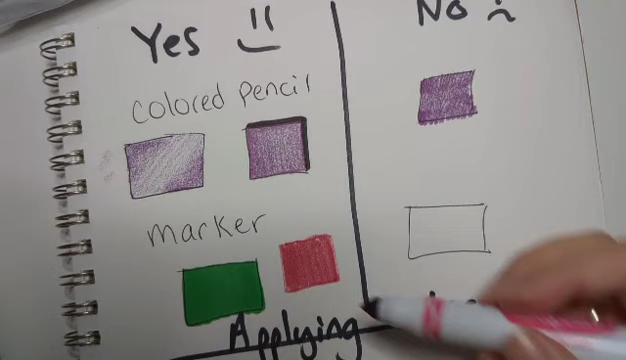 Yes
No
Colored Pencil
Marker
Applying